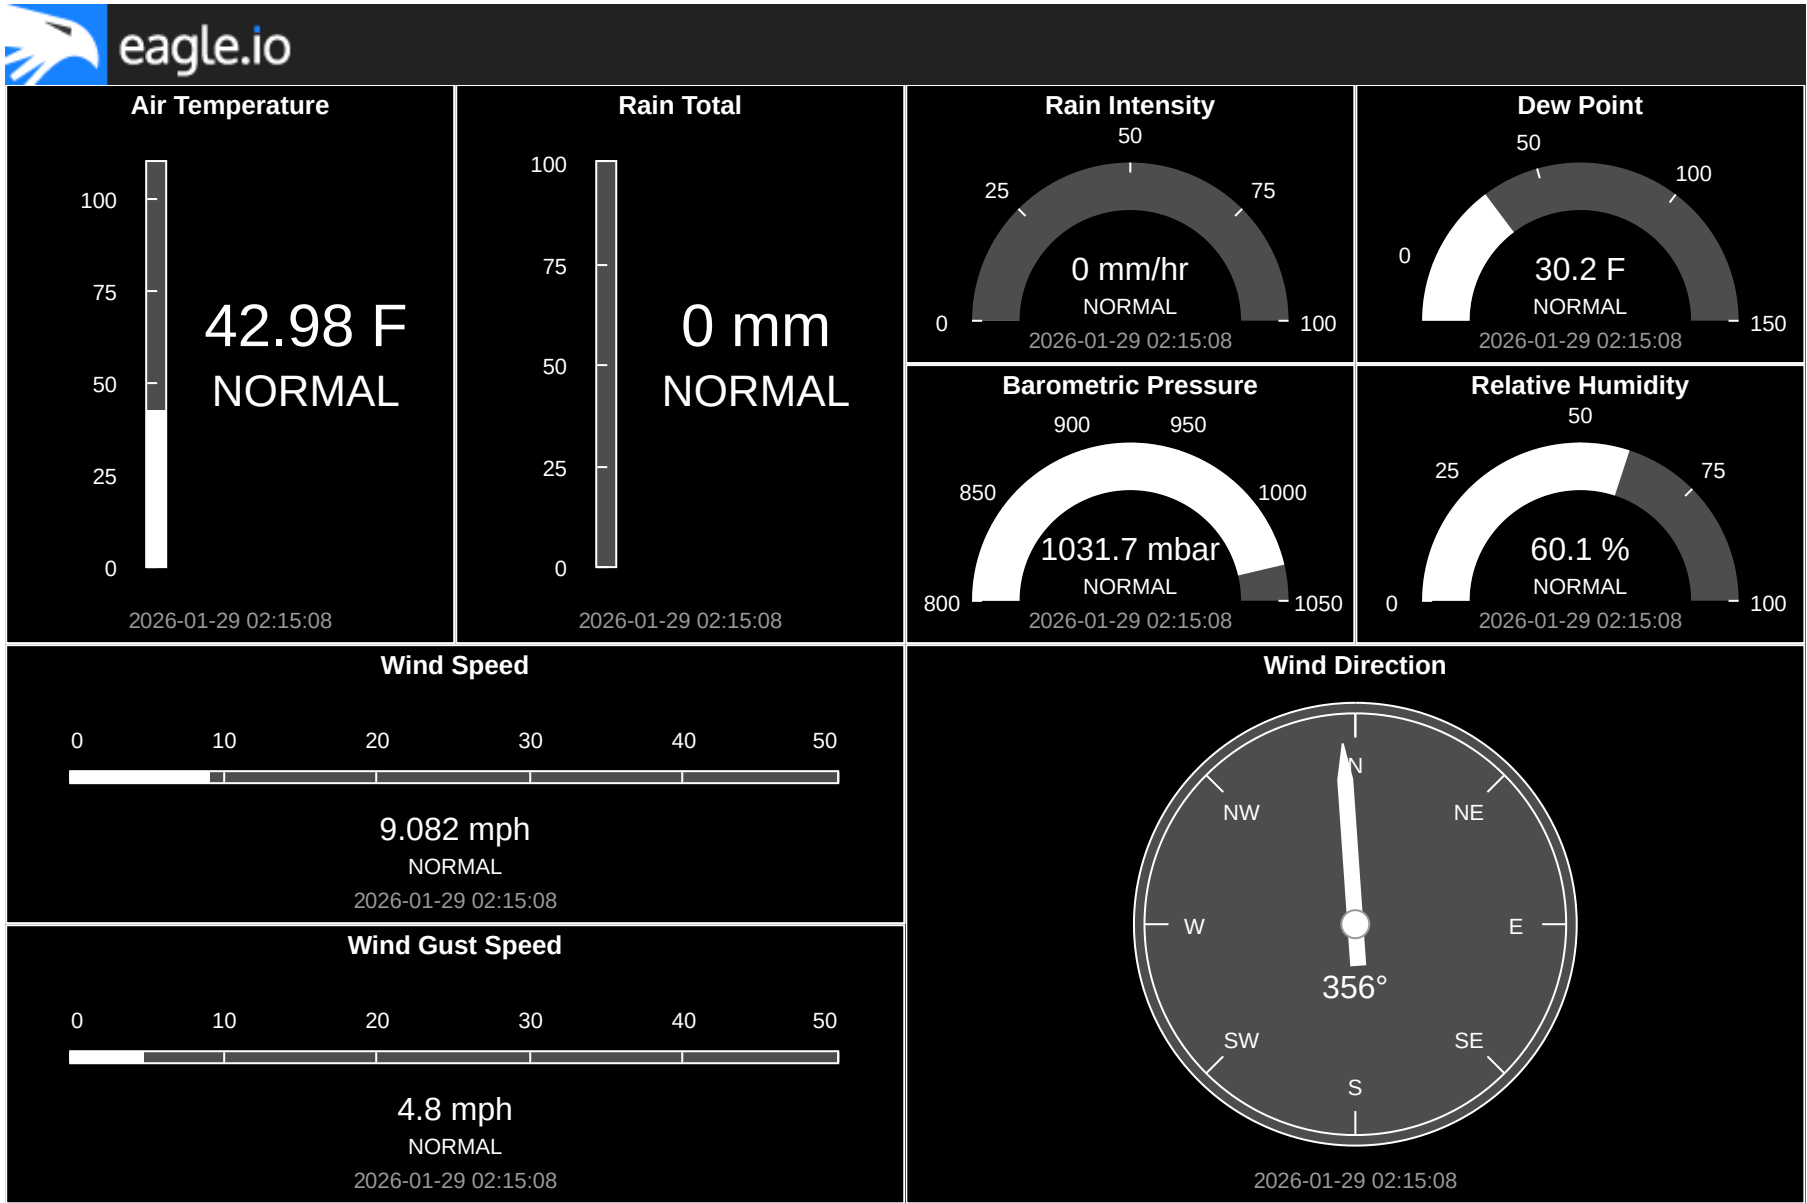 eagle.io
Air Temperature
100
75
50
25
0
42.98 F
NORMAL
2026-01-29 02:15:08
Rain Total
100
75
50
25
0
0 mm
NORMAL
2026-01-29 02:15:08
Rain Intensity
50
25
75
0
100
0 mm/hr
NORMAL
2026-01-29 02:15:08
Dew Point
50
100
0
150
30.2 F
NORMAL
2026-01-29 02:15:08
Barometric Pressure
900
950
850
1000
800
1050
1031.7 mbar
NORMAL
2026-01-29 02:15:08
Relative Humidity
50
25
75
0
100
60.1 %
NORMAL
2026-01-29 02:15:08
Wind Speed
0 10 20 30 40 50
9.082 mph
NORMAL
2026-01-29 02:15:08
Wind Gust Speed
0 10 20 30 40 50
4.8 mph
NORMAL
2026-01-29 02:15:08
Wind Direction
N
NW
NE
W
E
356°
SW
SE
S
2026-01-29 02:15:08